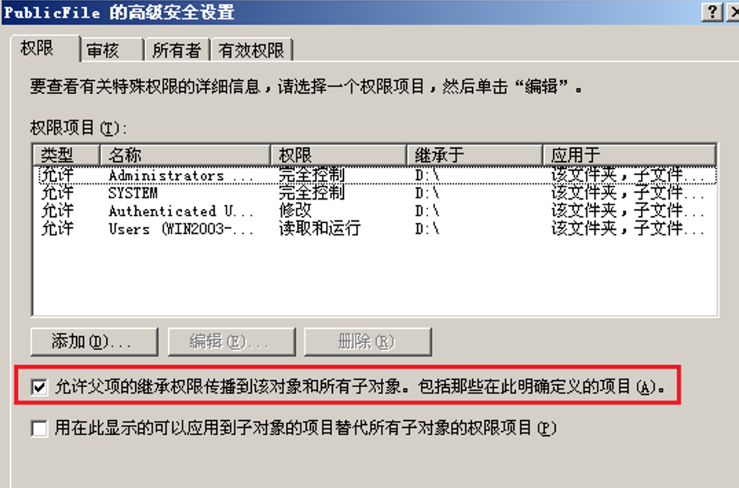 PublicFile 的高级安全设置
权限 审核 所有者 有效权限
要查看有关特殊权限的详细信息，请选择一个权限项目，然后单击“编辑”。
权限项目(T):
类型 名称 权限 继承于 应用于
允许 Administrators ... 完全控制 D:\ 该文件夹，子文件...
允许 SYSTEM 完全控制 D:\ 该文件夹，子文件...
允许 Authenticated U... 修改 D:\ 该文件夹，子文件...
允许 Users (WIN2003-... 读取和运行 D:\ 该文件夹，子文件...
添加(D)... 编辑(E)... 删除(R)
允许父项的继承权限传播到该对象和所有子对象。包括那些在此明确定义的项目(A)。
用在此显示的可以应用到子对象的项目替代所有子对象的权限项目(P)